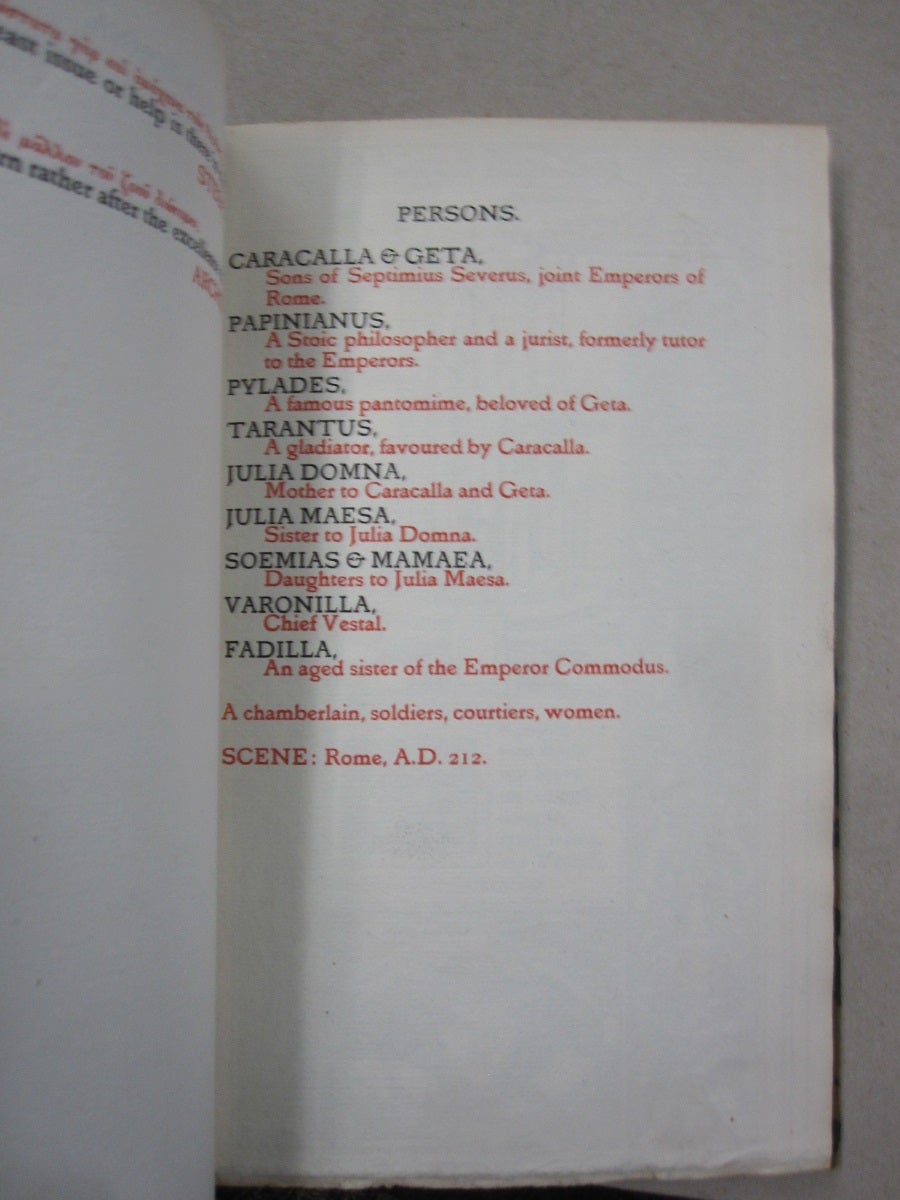 east issue or help is
rn rather after the
PERSONS.
CARACALLA & GETA,
Sons of Septimius Severus, joint Emperors of
Rome.
PAPINIANUS,
A Stoic philosopher and a jurist, formerly tutor
to the Emperors.
PYLADES,
A famous pantomime, beloved of Geta.
TARANTUS,
A gladiator, favoured by Caracalla.
JULIA DOMNA,
Mother to Caracalla and Geta.
JULIA MAESA,
Sister to Julia Domna.
SOEMIAS & MAMAEA,
Daughters to Julia Maesa.
VARONILLA,
Chief Vestal.
FADILLA,
An aged sister of the Emperor Commodus.
A chamberlain, soldiers, courtiers, women.
SCENE: Rome, A.D. 212.